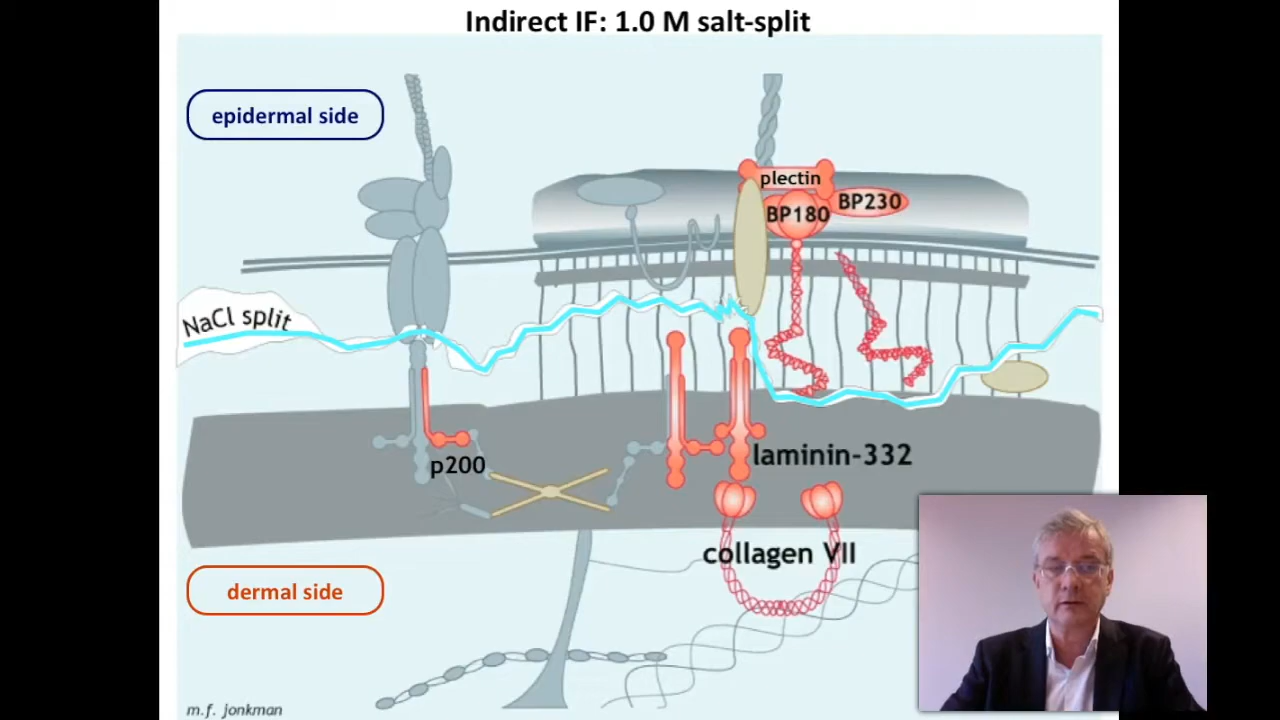 Indirect IF: 1.0 M salt-split
epidermal side
plectin
BP180
BP230
NaCl split
laminin-332
p200
collagen VII
dermal side
m.f. jonkman